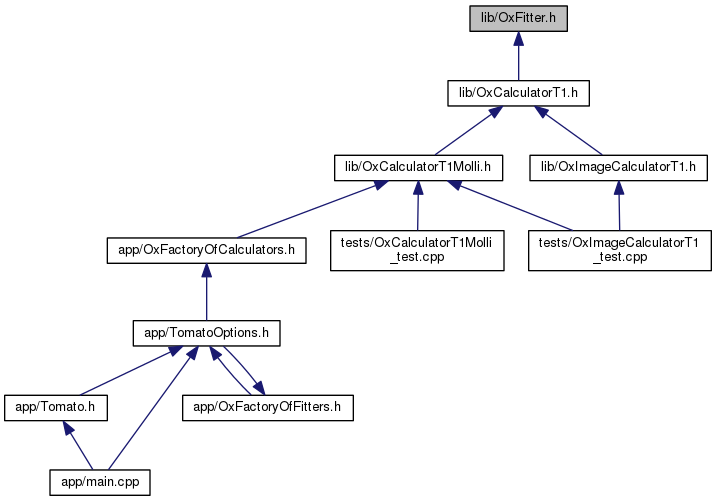 lib/OxFitter.h
lib/OxCalculatorT1.h
lib/OxCalculatorT1Molli.h
lib/OxImageCalculatorT1.h
app/OxFactoryOfCalculators.h
tests/OxCalculatorT1Molli
_test.cpp
tests/OxImageCalculatorT1
_test.cpp
app/TomatoOptions.h
app/Tomato.h
app/OxFactoryOfFitters.h
app/main.cpp